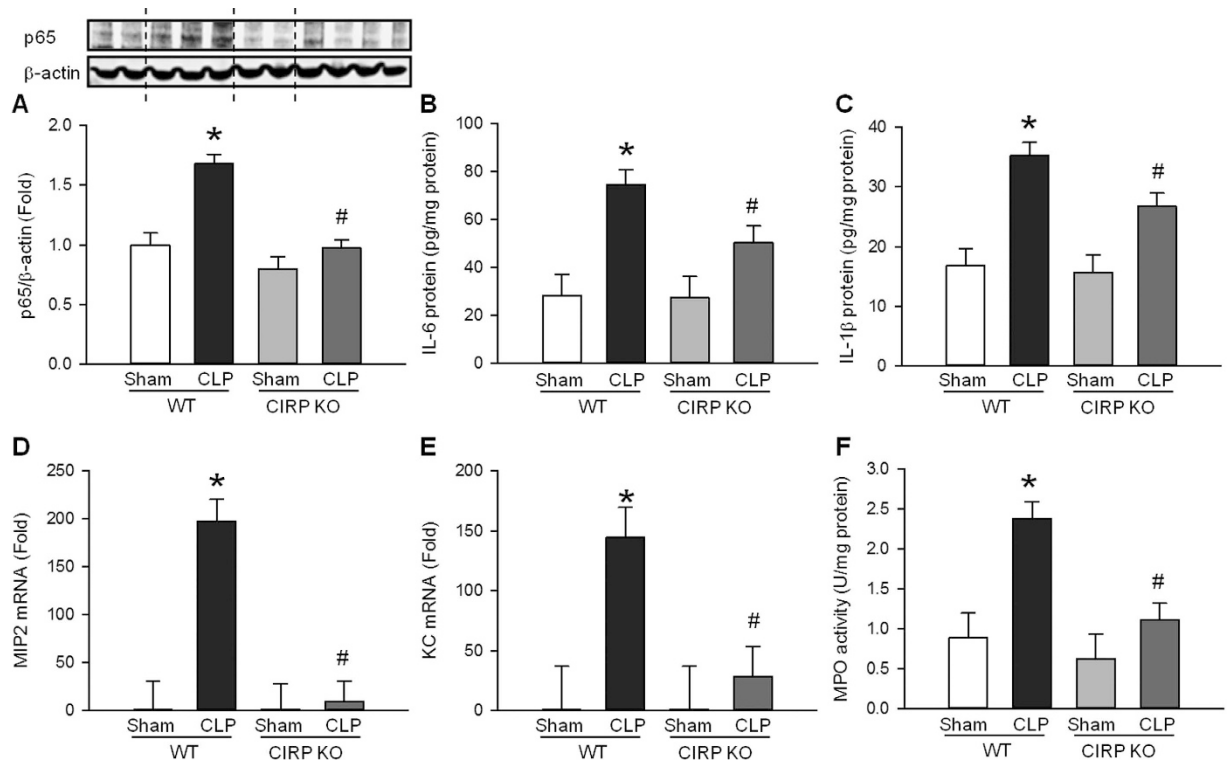 p65
β-actin
A
p65/β-actin (Fold)
2.0
1.5
1.0
0.5
0.0
*
#
Sham CLP Sham CLP
WT CIRP KO
B
IL-6 protein (pg/mg protein)
100
80
60
40
20
0
*
#
Sham CLP Sham CLP
WT CIRP KO
C
IL-1β protein (pg/mg protein)
40
30
20
10
0
*
#
Sham CLP Sham CLP
WT CIRP KO
D
MIP2 mRNA (Fold)
250
200
150
100
50
0
*
#
Sham CLP Sham CLP
WT CIRP KO
E
KC mRNA (Fold)
200
150
100
50
0
*
#
Sham CLP Sham CLP
WT CIRP KO
F
MPO activity (U/mg protein)
3.0
2.5
2.0
1.5
1.0
0.5
0.0
*
#
Sham CLP Sham CLP
WT CIRP KO